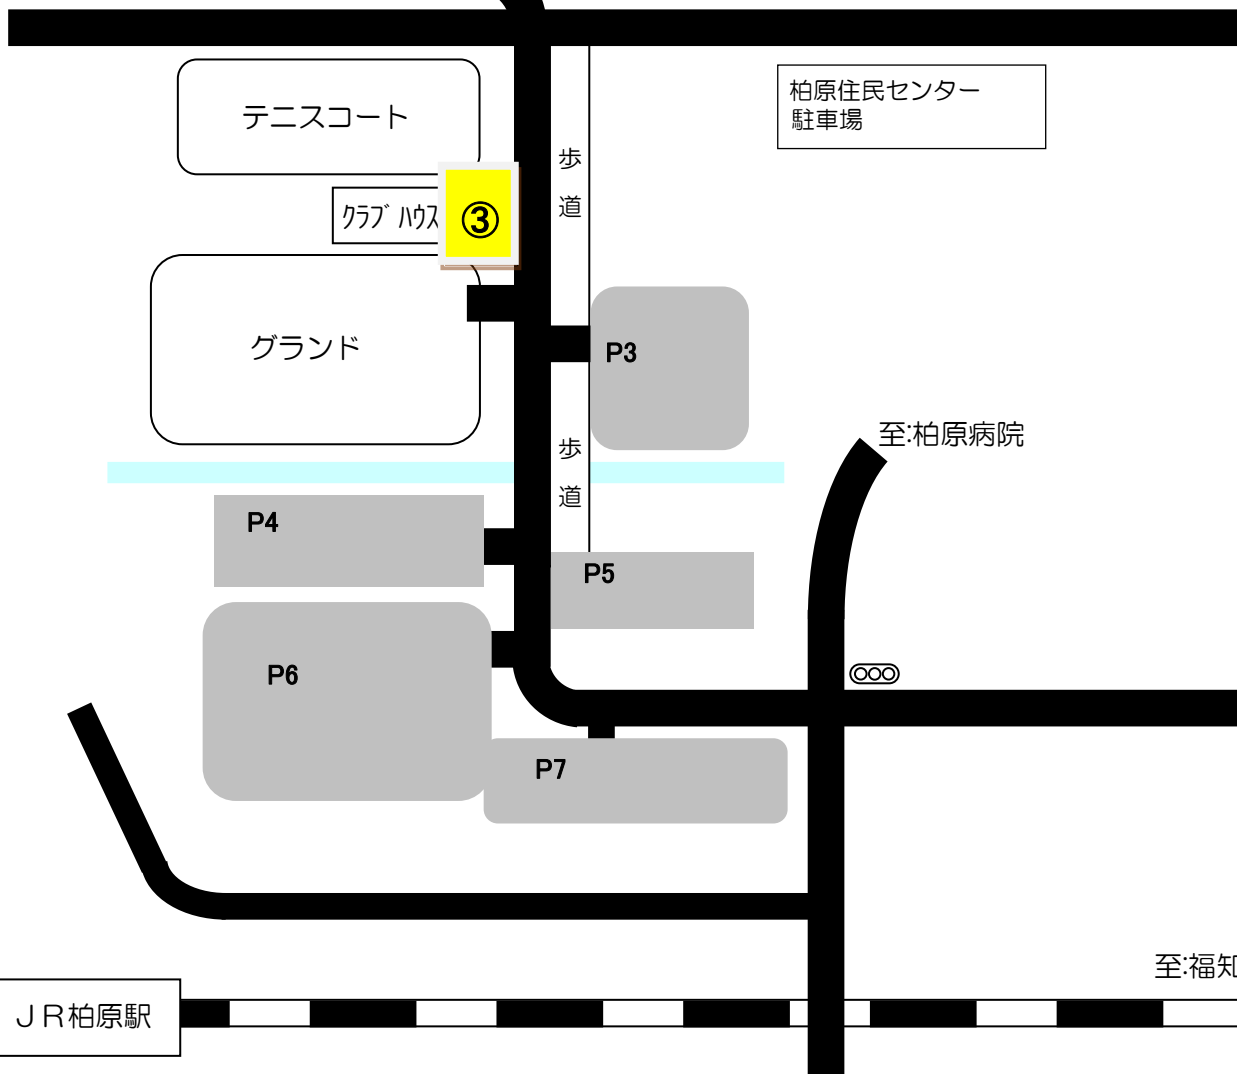 テニスコート
柏原住民センター
駐車場
歩
道
クラブハウス
③
グランド
P3
至:柏原病院
歩
道
P4
P5
P6
P7
至:福知
JR柏原駅